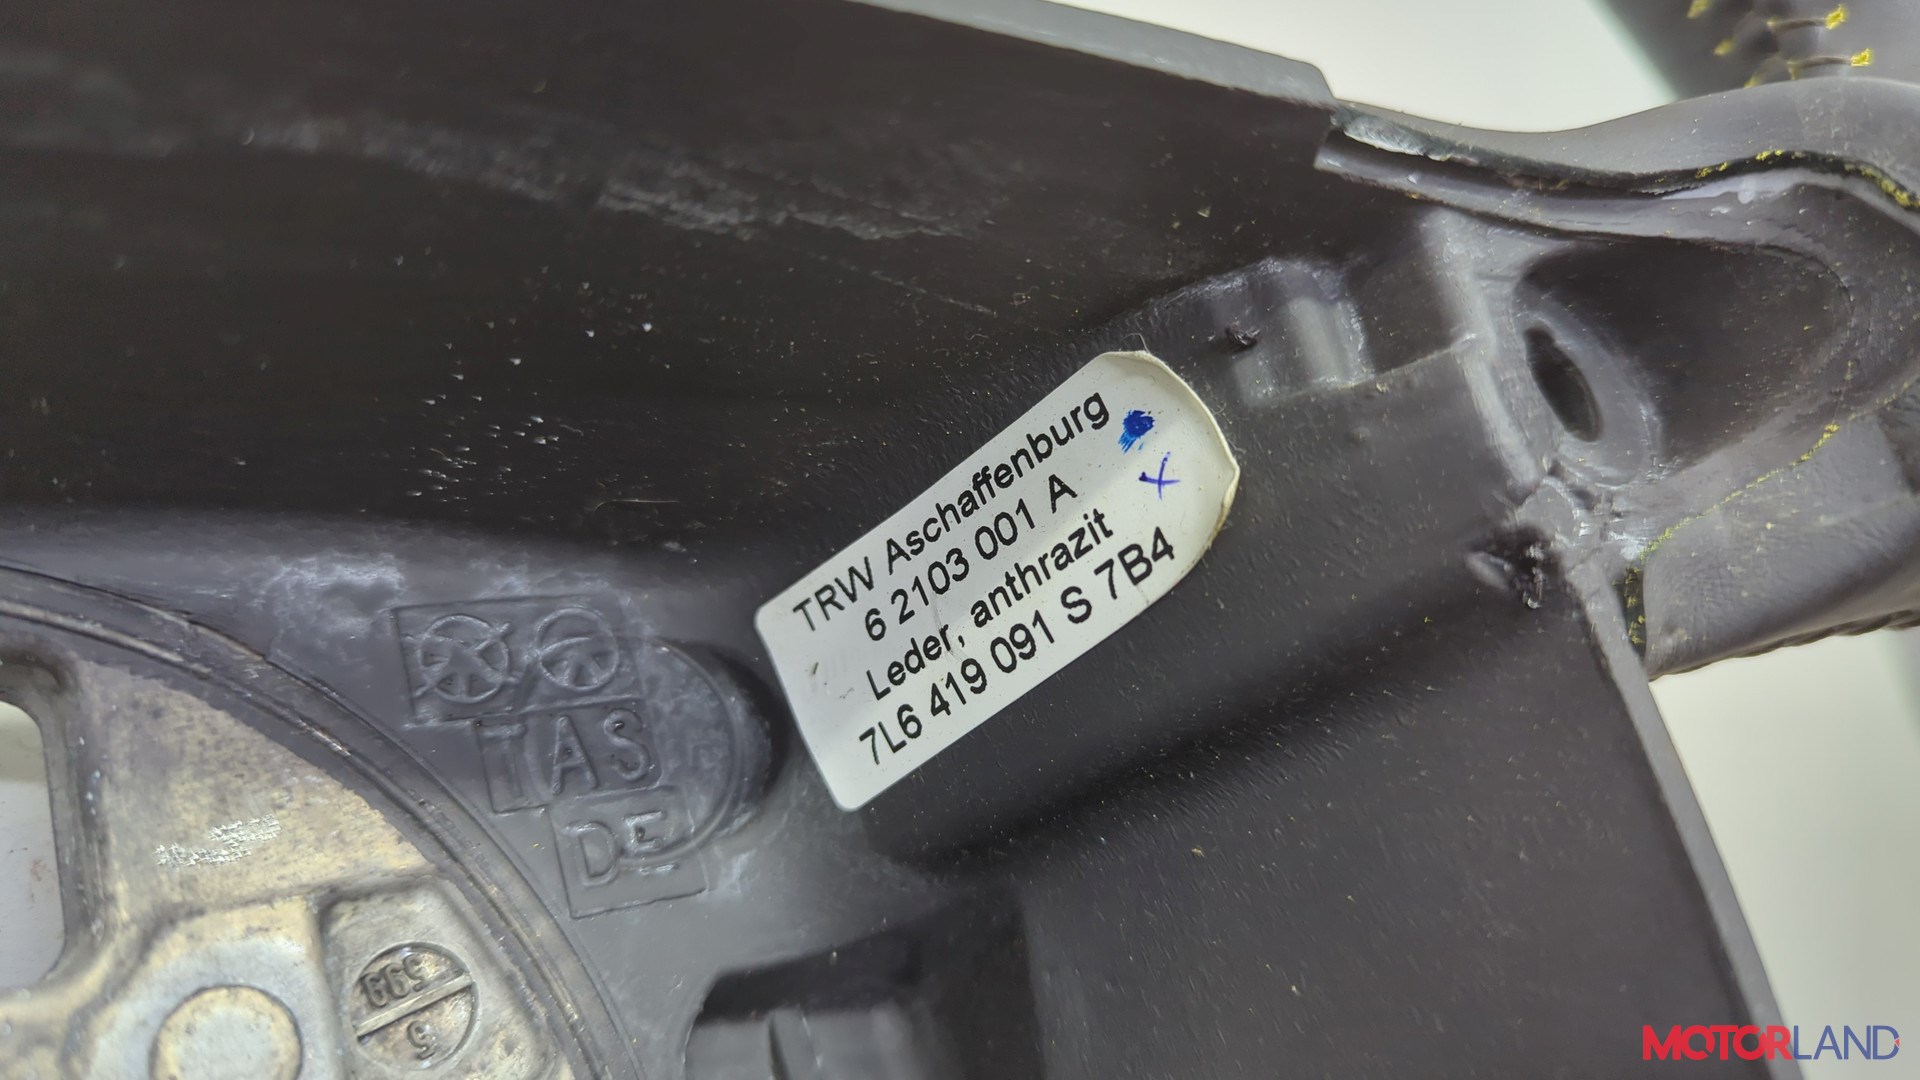 TRW Aschaffenburg
6 2103 001 A
Leder, anthrazit
7L6 419 091 S 7B4
TAS
DE
MOTORLAND